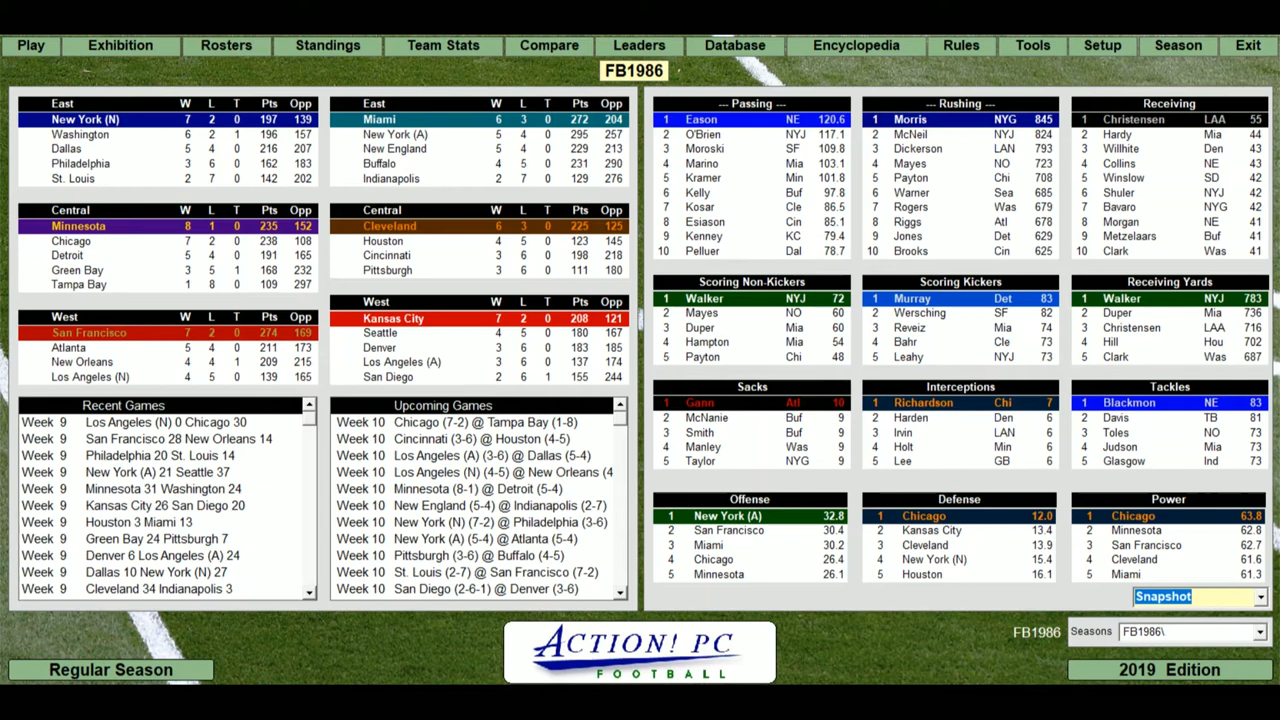 Play Exhibition Rosters Standings Team Stats Compare Leaders Database Encyclopedia Rules Tools Setup Season Exit
FB1986
East W L T Pts Opp
New York (N) 7 2 0 197 139
Washington 6 2 1 196 157
Dallas 5 4 0 216 207
Philadelphia 3 6 0 162 183
St. Louis 2 7 0 142 202
Central W L T Pts Opp
Minnesota 8 1 0 235 152
Chicago 7 2 0 238 108
Detroit 5 4 0 191 165
Green Bay 3 5 1 168 232
Tampa Bay 1 8 0 109 297
West W L T Pts Opp
San Francisco 7 2 0 274 169
Atlanta 5 4 0 211 173
New Orleans 4 4 1 209 215
Los Angeles (N) 4 5 0 139 165
East W L T Pts Opp
Miami 6 3 0 272 204
New York (A) 5 4 0 295 257
New England 5 4 0 229 213
Buffalo 4 5 0 231 290
Indianapolis 2 7 0 129 276
Central W L T Pts Opp
Cleveland 6 3 0 225 125
Houston 4 5 0 123 145
Cincinnati 3 6 0 198 218
Pittsburgh 3 6 0 111 180
West W L T Pts Opp
Kansas City 7 2 0 208 121
Seattle 4 5 0 180 167
Denver 3 6 0 183 185
Los Angeles (A) 3 6 0 137 174
San Diego 2 6 1 155 244
Recent Games
Week 9 Los Angeles (N) 0 Chicago 30
Week 9 San Francisco 28 New Orleans 14
Week 9 Philadelphia 20 St. Louis 14
Week 9 New York (A) 21 Seattle 37
Week 9 Minnesota 31 Washington 24
Week 9 Kansas City 26 San Diego 20
Week 9 Houston 3 Miami 13
Week 9 Green Bay 24 Pittsburgh 7
Week 9 Denver 6 Los Angeles (A) 24
Week 9 Dallas 10 New York (N) 27
Week 9 Cleveland 34 Indianapolis 3
Upcoming Games
Week 10 Chicago (7-2) @ Tampa Bay (1-8)
Week 10 Cincinnati (3-6) @ Houston (4-5)
Week 10 Los Angeles (A) (3-6) @ Dallas (5-4)
Week 10 Los Angeles (N) (4-5) @ New Orleans (4
Week 10 Minnesota (8-1) @ Detroit (5-4)
Week 10 New England (5-4) @ Indianapolis (2-7)
Week 10 New York (N) (7-2) @ Philadelphia (3-6)
Week 10 New York (A) (5-4) @ Atlanta (5-4)
Week 10 Pittsburgh (3-6) @ Buffalo (4-5)
Week 10 St. Louis (2-7) @ San Francisco (7-2)
Week 10 San Diego (2-6-1) @ Denver (3-6)
--- Passing ---
1 Eason NE 120.6
2 O'Brien NYJ 117.1
3 Moroski SF 109.8
4 Marino Mia 103.1
5 Kramer Min 101.8
6 Kelly Buf 97.8
7 Kosar Cle 86.5
8 Esiason Cin 85.1
9 Kenney KC 79.4
10 Pelluer Dal 78.7
--- Rushing ---
1 Morris NYG 845
2 McNeil NYJ 824
3 Dickerson LAN 793
4 Mayes NO 723
5 Payton Chi 708
6 Warner Sea 685
7 Rogers Was 679
8 Riggs Atl 678
9 Jones Det 629
10 Brooks Cin 625
Receiving
1 Christensen LAA 55
2 Hardy Mia 44
3 Willhite Den 43
4 Collins NE 43
5 Winslow SD 42
6 Shuler NYJ 42
7 Bavaro NYG 42
8 Morgan NE 41
9 Metzelaars Buf 41
10 Clark Was 41
Scoring Non-Kickers
1 Walker NYJ 72
2 Mayes NO 60
3 Duper Mia 60
4 Hampton Mia 54
5 Payton Chi 48
Scoring Kickers
1 Murray Det 83
2 Wersching SF 82
3 Reveiz Mia 74
4 Bahr Cle 73
5 Leahy NYJ 73
Receiving Yards
1 Walker NYJ 783
2 Duper Mia 736
3 Christensen LAA 716
4 Hill Hou 702
5 Clark Was 687
Sacks
1 Gann Atl 10
2 McNanie Buf 9
3 Smith Buf 9
4 Manley Was 9
5 Taylor NYG 9
Interceptions
1 Richardson Chi 7
2 Harden Den 6
3 Irvin LAN 6
4 Holt Min 6
5 Lee GB 6
Tackles
1 Blackmon NE 83
2 Davis TB 81
3 Toles NO 73
4 Judson Mia 73
5 Glasgow Ind 73
Offense
1 New York (A) 32.8
2 San Francisco 30.4
3 Miami 30.2
4 Chicago 26.4
5 Minnesota 26.1
Defense
1 Chicago 12.0
2 Kansas City 13.4
3 Cleveland 13.9
4 New York (N) 15.4
5 Houston 16.1
Power
1 Chicago 63.8
2 Minnesota 62.8
3 San Francisco 62.7
4 Cleveland 61.6
5 Miami 61.3
Snapshot
FB1986 Seasons FB1986\
Regular Season
ACTION! PC
FOOTBALL
2019 Edition